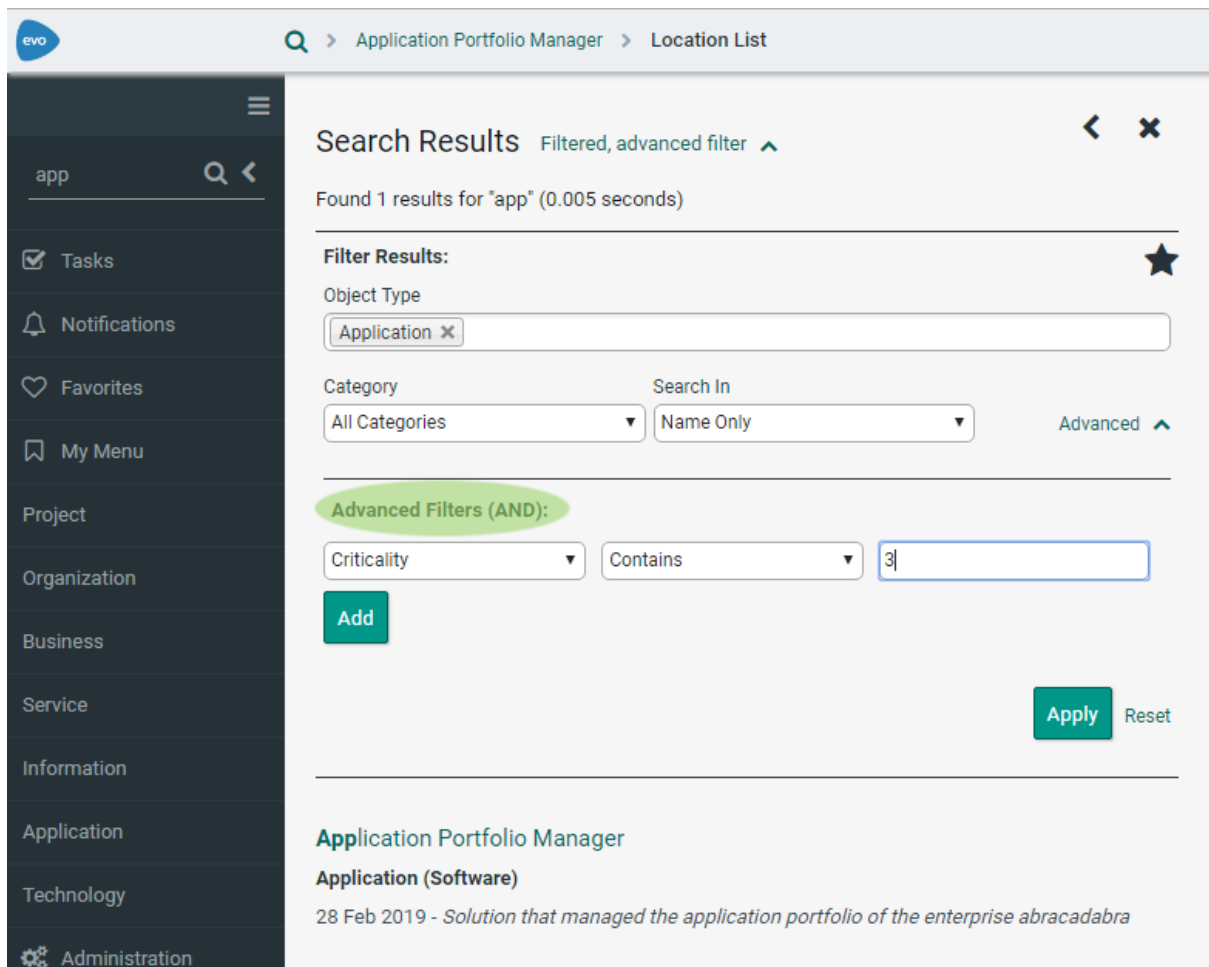 evo
> Application Portfolio Manager > Location List
Search Results Filtered, advanced filter
app
Found 1 results for "app" (0.005 seconds)
Tasks
Notifications
Favorites
My Menu
Project
Organization
Business
Service
Information
Application
Technology
Administration
Filter Results:
Object Type
Application
Category Search In
All Categories Name Only Advanced
Advanced Filters (AND):
Criticality Contains 3
Add
Apply Reset
Application Portfolio Manager
Application (Software)
28 Feb 2019 - Solution that managed the application portfolio of the enterprise abracadabra